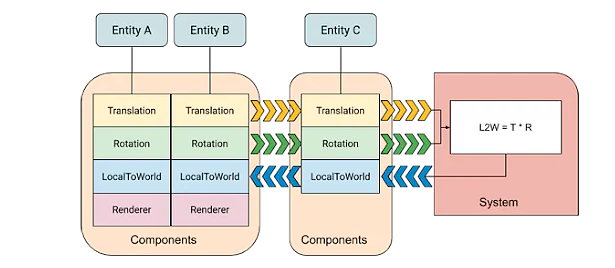 Entity A
Entity B
Entity C
Translation
Translation
Translation
Rotation
Rotation
Rotation
L2W = T * R
LocalToWorld
LocalToWorld
LocalToWorld
Renderer
Renderer
System
Components
Components